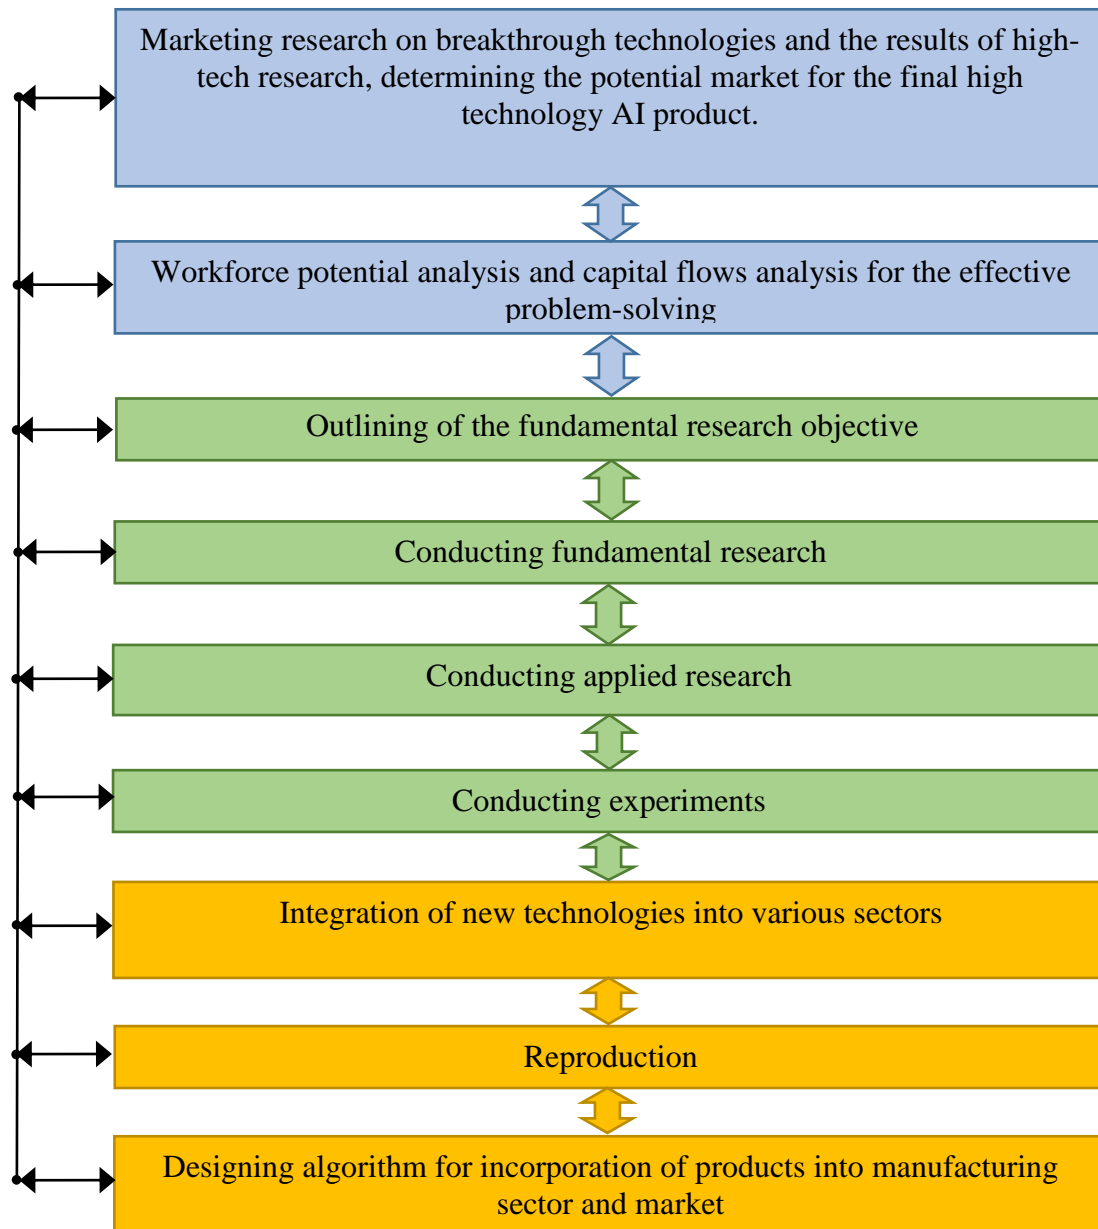 Marketing research on breakthrough technologies and the results of high-
tech research, determining the potential market for the final high
technology AI product.
Workforce potential analysis and capital flows analysis for the effective
problem-solving
Outlining of the fundamental research objective
Conducting fundamental research
Conducting applied research
Conducting experiments
Integration of new technologies into various sectors
Reproduction
Designing algorithm for incorporation of products into manufacturing
sector and market